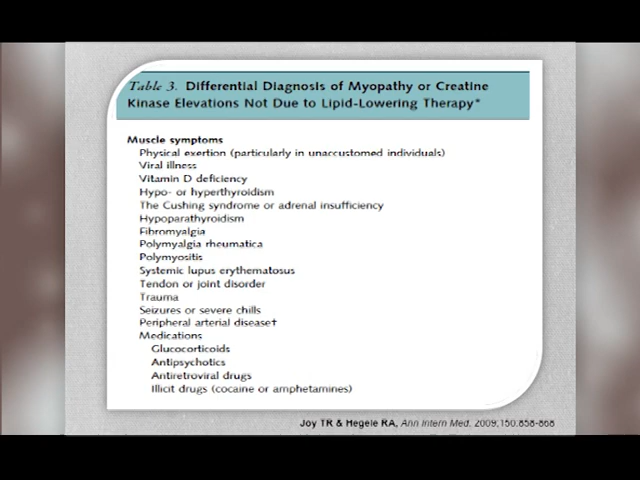 Table 3. Differential Diagnosis of Myopathy or Creatine
Kinase Elevations Not Due to Lipid-Lowering Therapy*
Muscle symptoms
Physical exertion (particularly in unaccustomed individuals)
Viral illness
Vitamin D deficiency
Hypo- or hyperthyroidism
The Cushing syndrome or adrenal insufficiency
Hypoparathyroidism
Fibromyalgia
Polymyalgia rheumatica
Polymyositis
Systemic lupus erythematosus
Tendon or joint disorder
Trauma
Seizures or severe chills
Peripheral arterial disease†
Medications
Glucocorticoids
Antipsychotics
Antiretroviral drugs
Illicit drugs (cocaine or amphetamines)
Joy TR & Hegele RA, Ann Intern Med. 2009;150:858-868